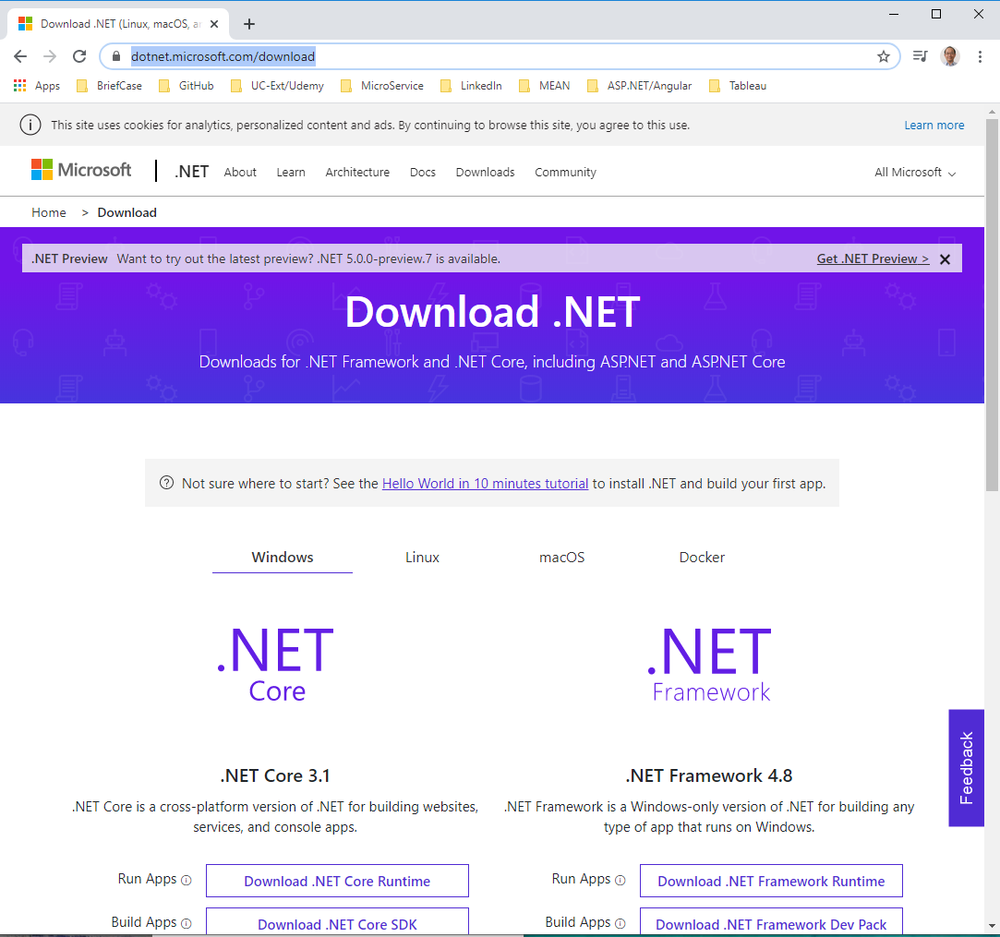 Download .NET (Linux, macOS, an
dotnet.microsoft.com/download
Apps BriefCase GitHub UC-Ext/Udemy MicroService LinkedIn MEAN ASP.NET/Angular Tableau
This site uses cookies for analytics, personalized content and ads. By continuing to browse this site, you agree to this use. Learn more
Microsoft .NET About Learn Architecture Docs Downloads Community All Microsoft
Home > Download
.NET Preview Want to try out the latest preview? .NET 5.0.0-preview.7 is available. Get .NET Preview >
Download .NET
Downloads for .NET Framework and .NET Core, including ASP.NET and ASP.NET Core
Not sure where to start? See the Hello World in 10 minutes tutorial to install .NET and build your first app.
Windows Linux macOS Docker
.NET Core
.NET Framework
.NET Core 3.1
.NET Core is a cross-platform version of .NET for building websites,
services, and console apps.
Run Apps Download .NET Core Runtime
Build Apps Download .NET Core SDK
.NET Framework 4.8
.NET Framework is a Windows-only version of .NET for building any
type of app that runs on Windows.
Run Apps Download .NET Framework Runtime
Build Apps Download .NET Framework Dev Pack
Feedback